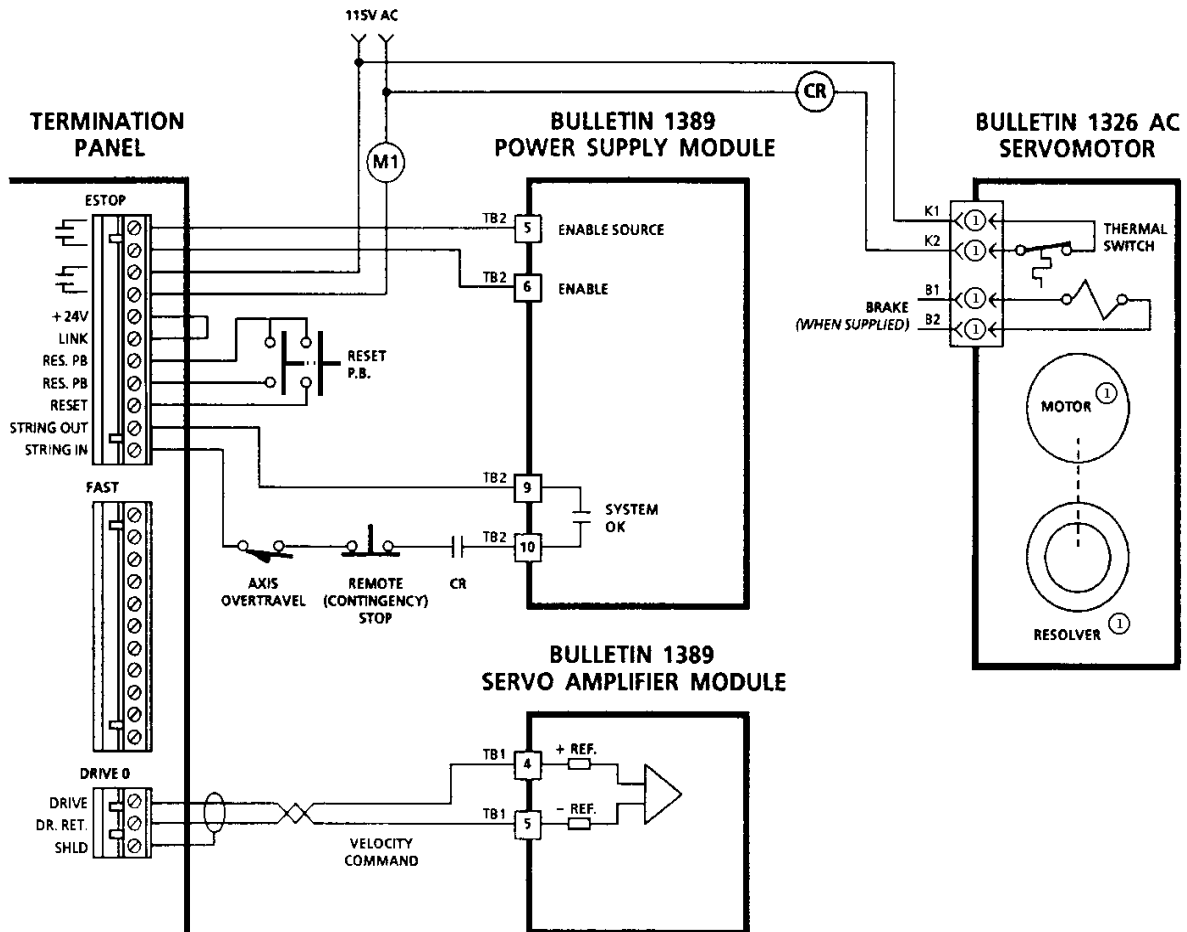 115V AC
CR
TERMINATION
PANEL
BULLETIN 1389
POWER SUPPLY MODULE
BULLETIN 1326 AC
SERVOMOTOR
M1
ESTOP
TB2
5
ENABLE SOURCE
TB2
6
ENABLE
+ 24V
LINK
RES. PB
RES. PB
RESET
STRING OUT
STRING IN
RESET
P.B.
K1
1
K2
1
THERMAL
SWITCH
B1
1
B2
1
BRAKE
(WHEN SUPPLIED)
MOTOR 1
RESOLVER 1
FAST
TB2
9
SYSTEM
OK
TB2
10
AXIS
OVERTRAVEL
REMOTE
(CONTINGENCY)
STOP
CR
BULLETIN 1389
SERVO AMPLIFIER MODULE
DRIVE 0
DRIVE
DR. RET.
SHLD
VELOCITY
COMMAND
TB1
4
+ REF.
TB1
5
– REF.